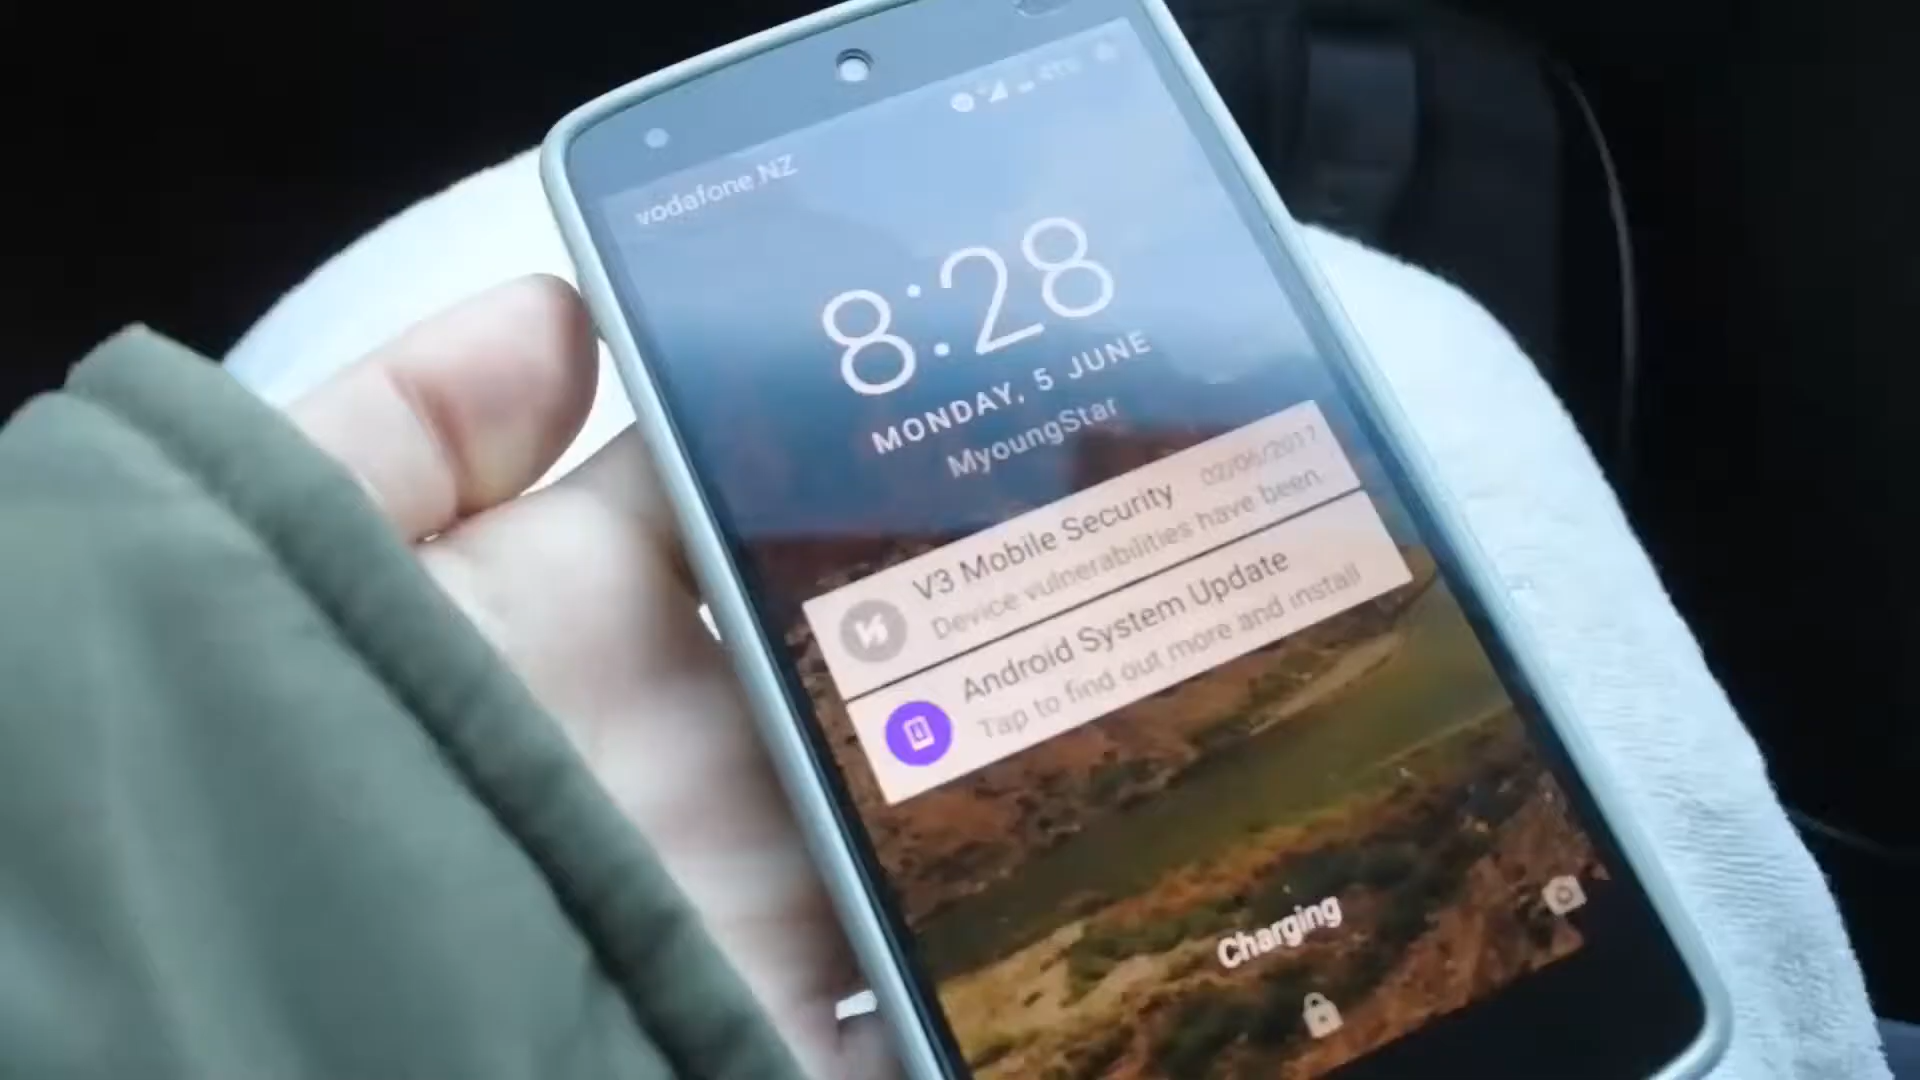 vodafone NZ
8:28
MONDAY, 5 JUNE
MyoungStar
V3 Mobile Security 02/06/2017
Device vulnerabilities have been
Android System Update
Tap to find out more and install
Charging